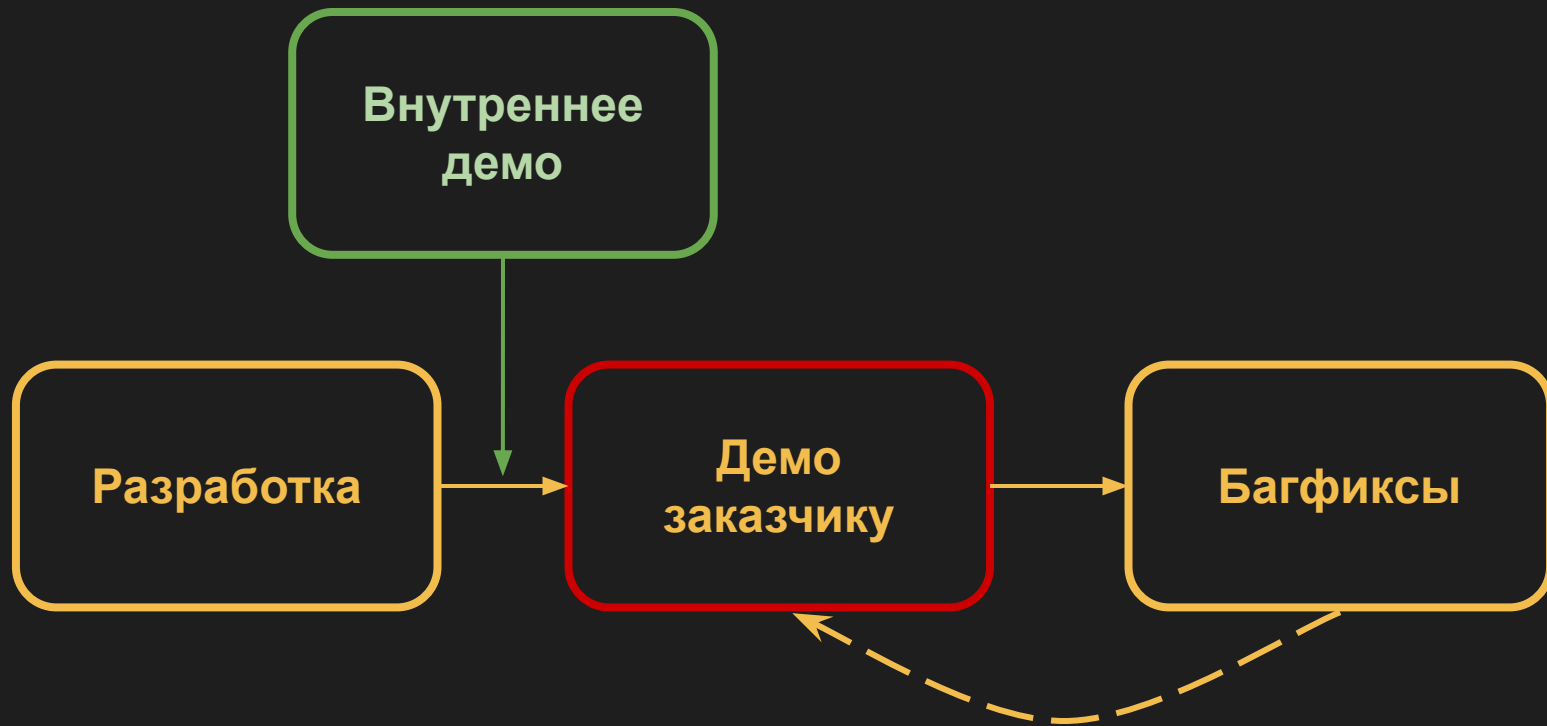 Внутреннее
демо
Разработка
Демо
заказчику
Багфиксы